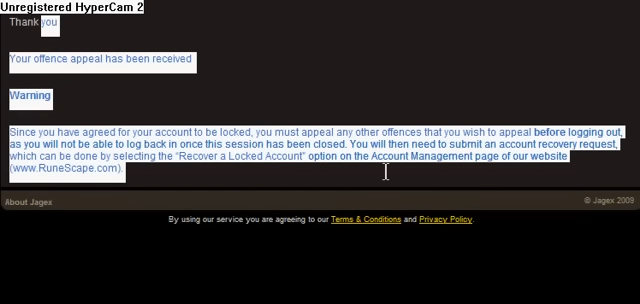 Unregistered HyperCam 2
Thank you
Your offence appeal has been received
Warning
Since you have agreed for your account to be locked, you must appeal any other offences that you wish to appeal before logging out,
as you will not be able to log back in once this session has been closed. You will then need to submit an account recovery request,
which can be done by selecting the “Recover a Locked Account” option on the Account Management page of our website
(www.RuneScape.com).
About Jagex
© Jagex 2009
By using our service you are agreeing to our Terms & Conditions and Privacy Policy.